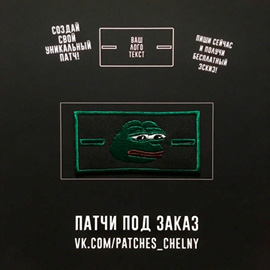 СОЗДАЙ
СВОЙ
УНИКАЛЬНЫЙ
ПАТЧ!
ВАШ
ЛОГО
ТЕКСТ
ПИШИ СЕЙЧАС
И ПОЛУЧИ
БЕСПЛАТНЫЙ
ЭСКИЗ!
ПАТЧИ ПОД ЗАКАЗ
VK.COM/PATCHES_CHELNY